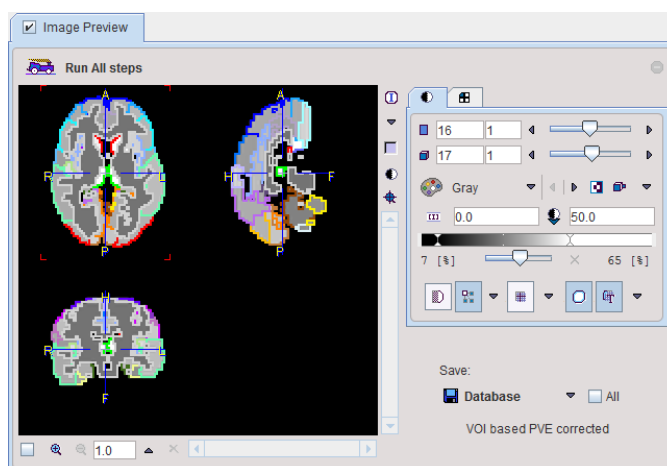 Image Preview
Run All steps
A
R
L
P
A
H
F
P
H
R
L
F
16 1
17 1
Gray
0.0 50.0
7 [%] × 65 [%]
Save:
Database All
VOI based PVE corrected
1.0